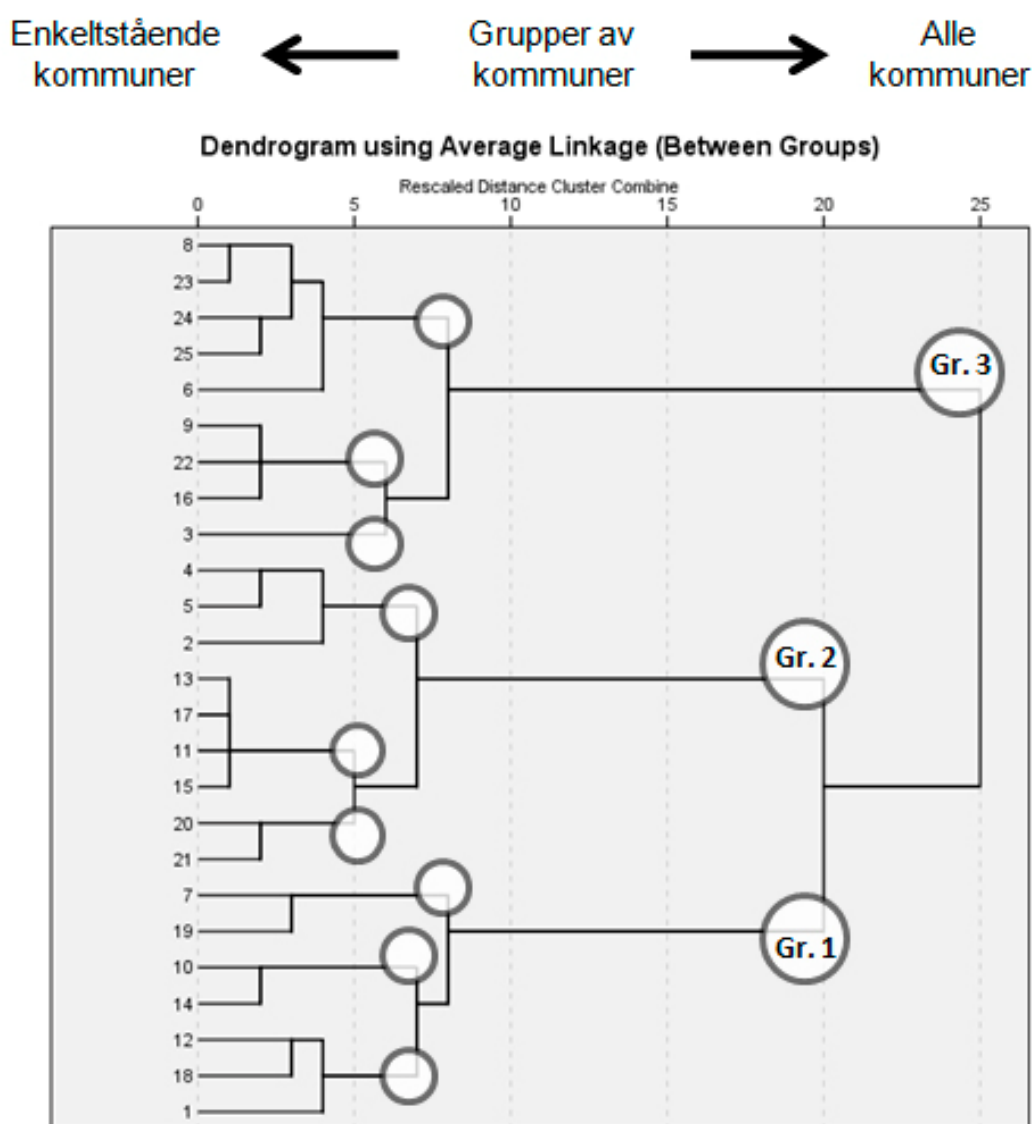 Enkeltstående
kommuner
Grupper av
kommuner
Alle
kommuner
Dendrogram using Average Linkage (Between Groups)
Rescaled Distance Cluster Combine
0 5 10 15 20 25
8
23
24
25
6
9
22
16
3
4
5
2
13
17
11
15
20
21
7
19
10
14
12
18
1
Gr. 3
Gr. 2
Gr. 1